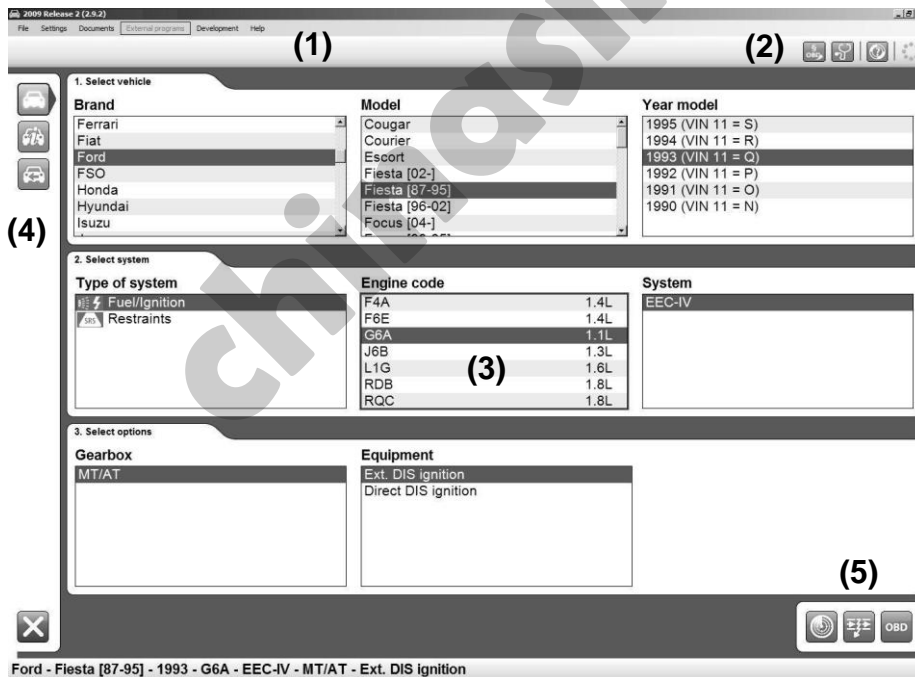 2009 Release 2 (2.9.2)
File Settings Documents External programs Development Help
(1)
(2)
OBD
1. Select vehicle
Brand Model Year model
Ferrari Cougar 1995 (VIN 11 = S)
Fiat Courier 1994 (VIN 11 = R)
Ford Escort 1993 (VIN 11 = Q)
FSO Fiesta [02-] 1992 (VIN 11 = P)
Honda Fiesta [87-95] 1991 (VIN 11 = O)
Hyundai Fiesta [96-02] 1990 (VIN 11 = N)
Isuzu Focus [04-]
(4)
2. Select system
Type of system Engine code System
Fuel/Ignition F4A 1.4L EEC-IV
SRS Restraints F6E 1.4L
G6A 1.1L
J6B 1.3L
L1G 1.6L
(3)
RDB 1.8L
RQC 1.8L
3. Select options
Gearbox Equipment
MT/AT Ext. DIS ignition
Direct DIS ignition
(5)
OBD
Ford - Fiesta [87-95] - 1993 - G6A - EEC-IV - MT/AT - Ext. DIS ignition